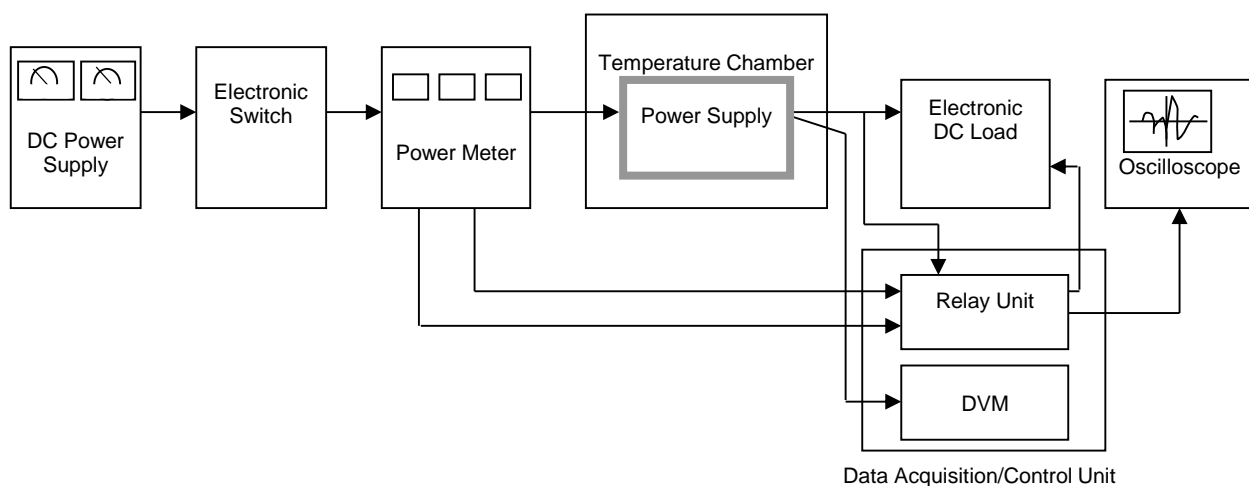 DC Power
Supply
Electronic
Switch
Power Meter
Temperature Chamber
Power Supply
Electronic
DC Load
Oscilloscope
Relay Unit
DVM
Data Acquisition/Control Unit